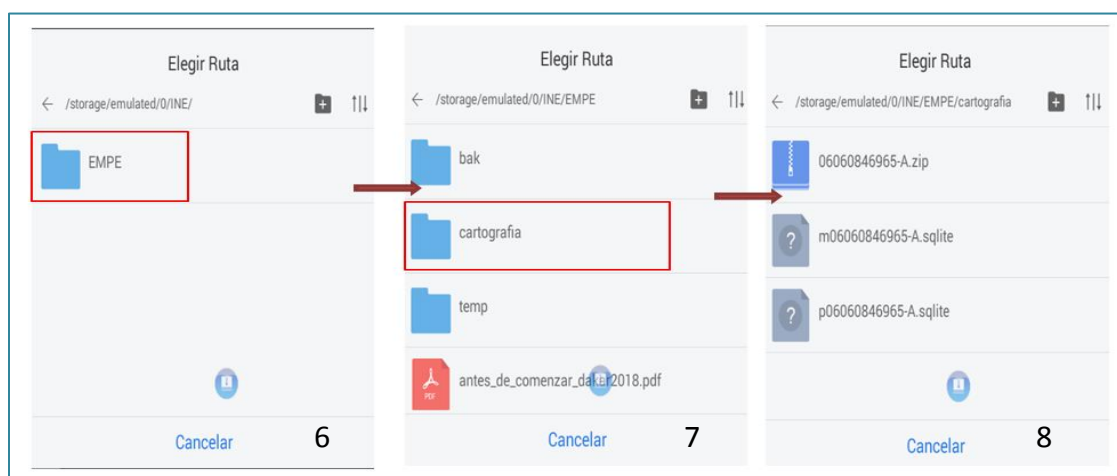 Elegir Ruta
/storage/emulated/0/INE/
EMPE
Cancelar
6
Elegir Ruta
/storage/emulated/0/INE/EMPE
bak
cartografia
temp
PDF
antes_de_comenzar_daker2018.pdf
Cancelar
7
Elegir Ruta
/storage/emulated/0/INE/EMPE/cartografia
06060846965-A.zip
? m06060846965-A.sqlite
? p06060846965-A.sqlite
Cancelar
8